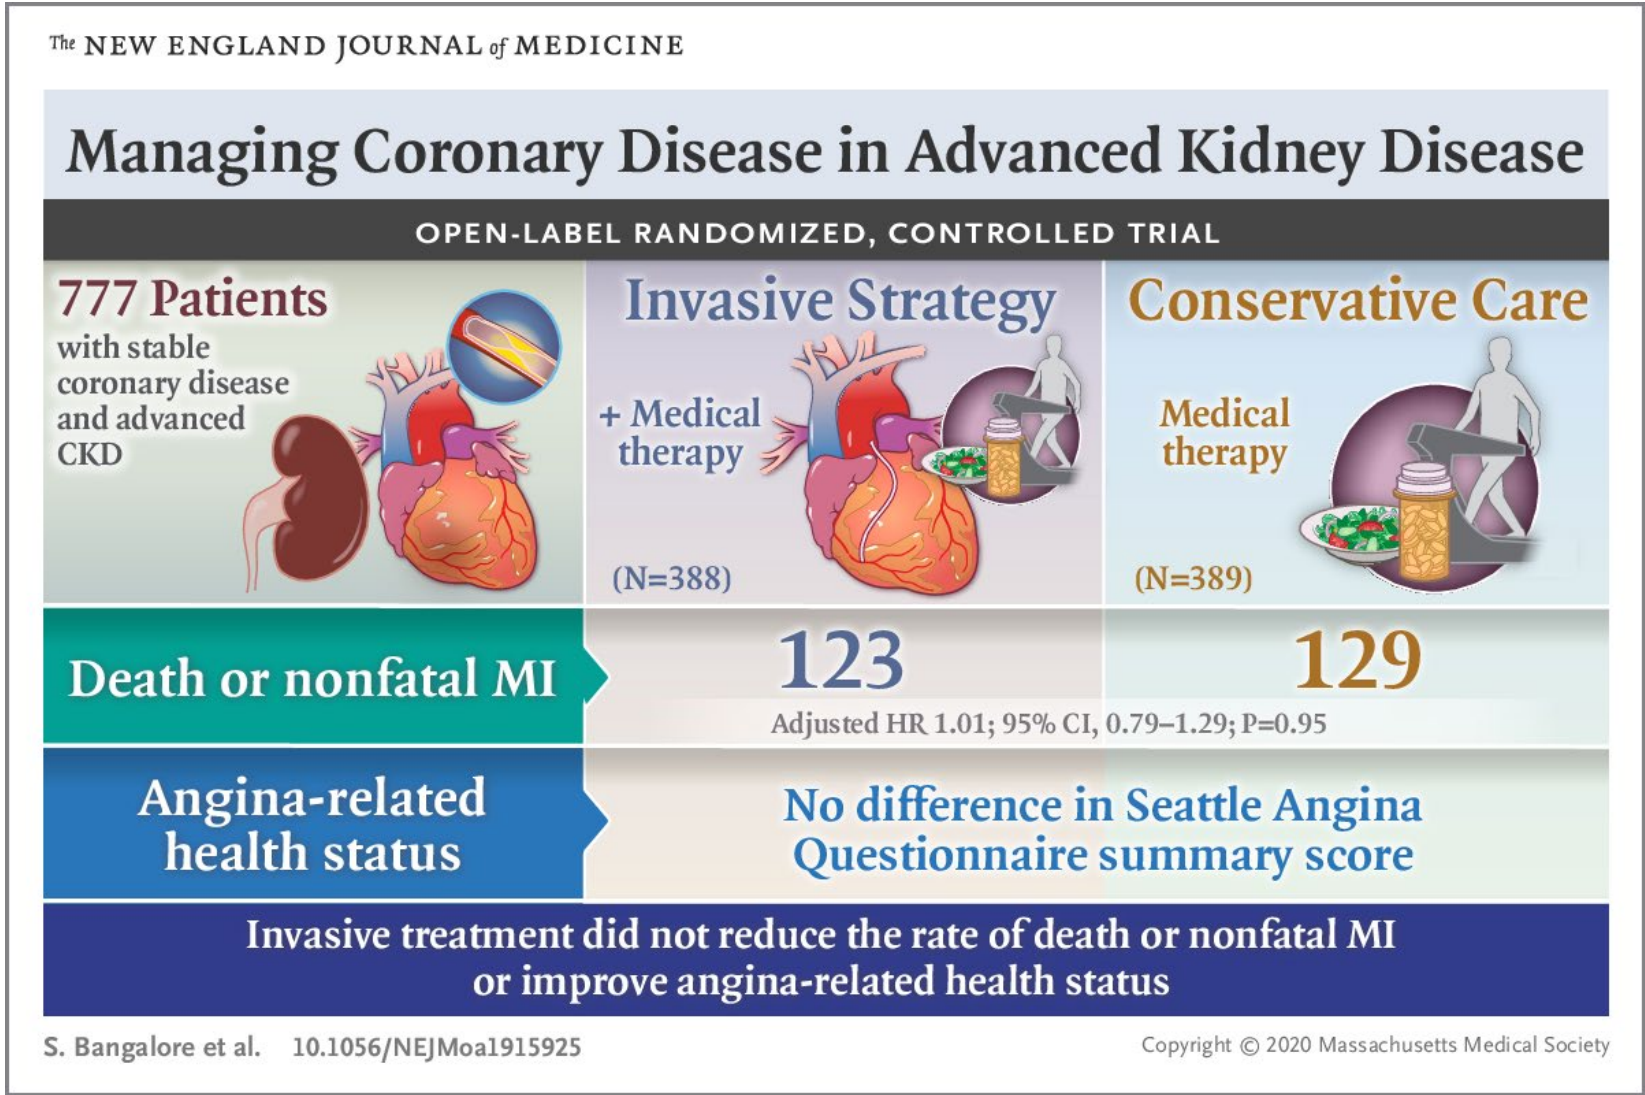 The NEW ENGLAND JOURNAL of MEDICINE
Managing Coronary Disease in Advanced Kidney Disease
OPEN-LABEL RANDOMIZED, CONTROLLED TRIAL
777 Patients
with stable
coronary disease
and advanced
CKD
Invasive Strategy
+ Medical
therapy
(N=388)
Conservative Care
Medical
therapy
(N=389)
Death or nonfatal MI
123
129
Adjusted HR 1.01; 95% CI, 0.79–1.29; P=0.95
Angina-related
health status
No difference in Seattle Angina
Questionnaire summary score
Invasive treatment did not reduce the rate of death or nonfatal MI
or improve angina-related health status
S. Bangalore et al. 10.1056/NEJMoa1915925
Copyright © 2020 Massachusetts Medical Society